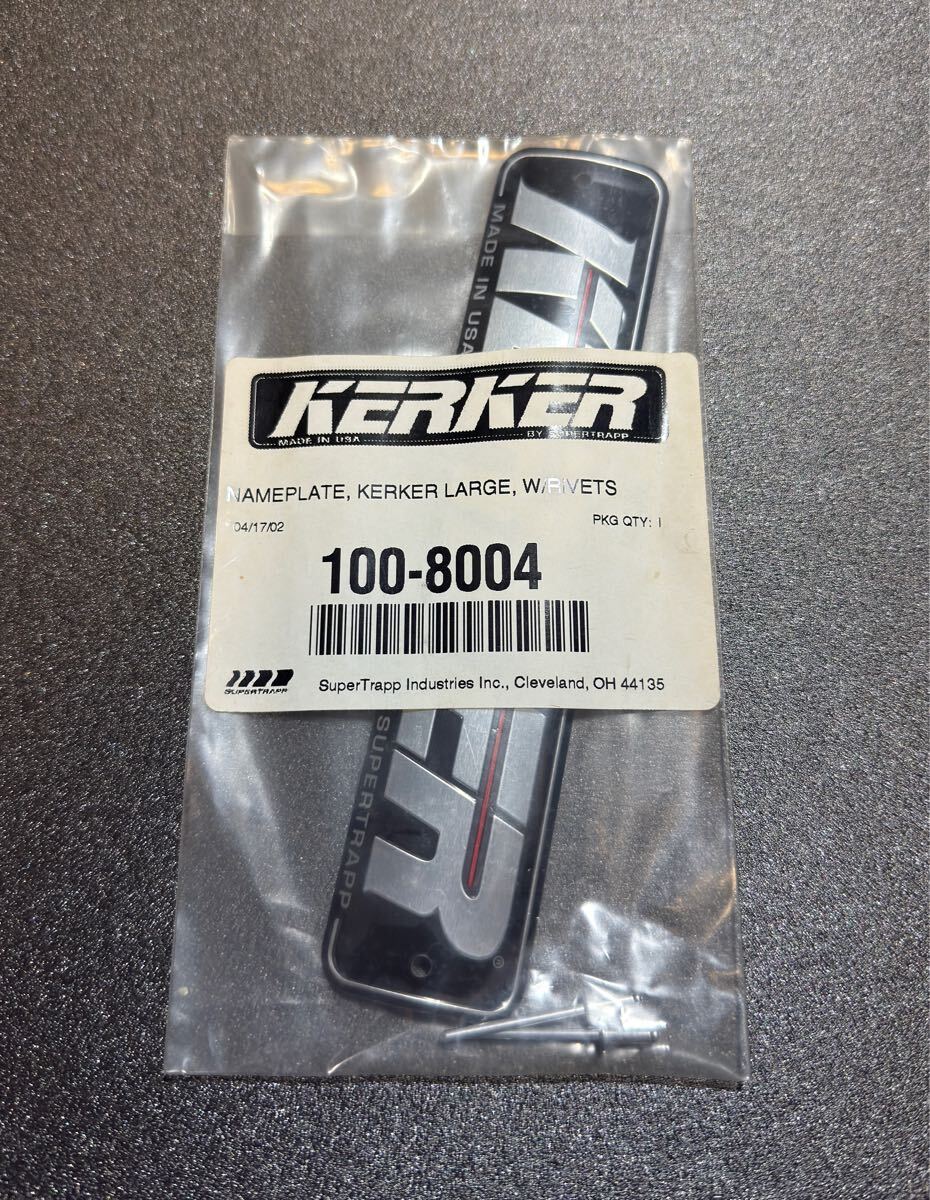 MADE IN USA
KERKER
MADE IN USA
BY SUPERTRAPP
NAMEPLATE, KERKER LARGE, W/RIVETS
04/17/02
PKG QTY: 1
100-8004
SUPERTRAPP
SuperTrapp Industries Inc., Cleveland, OH 44135
SUPERTRAPP
®